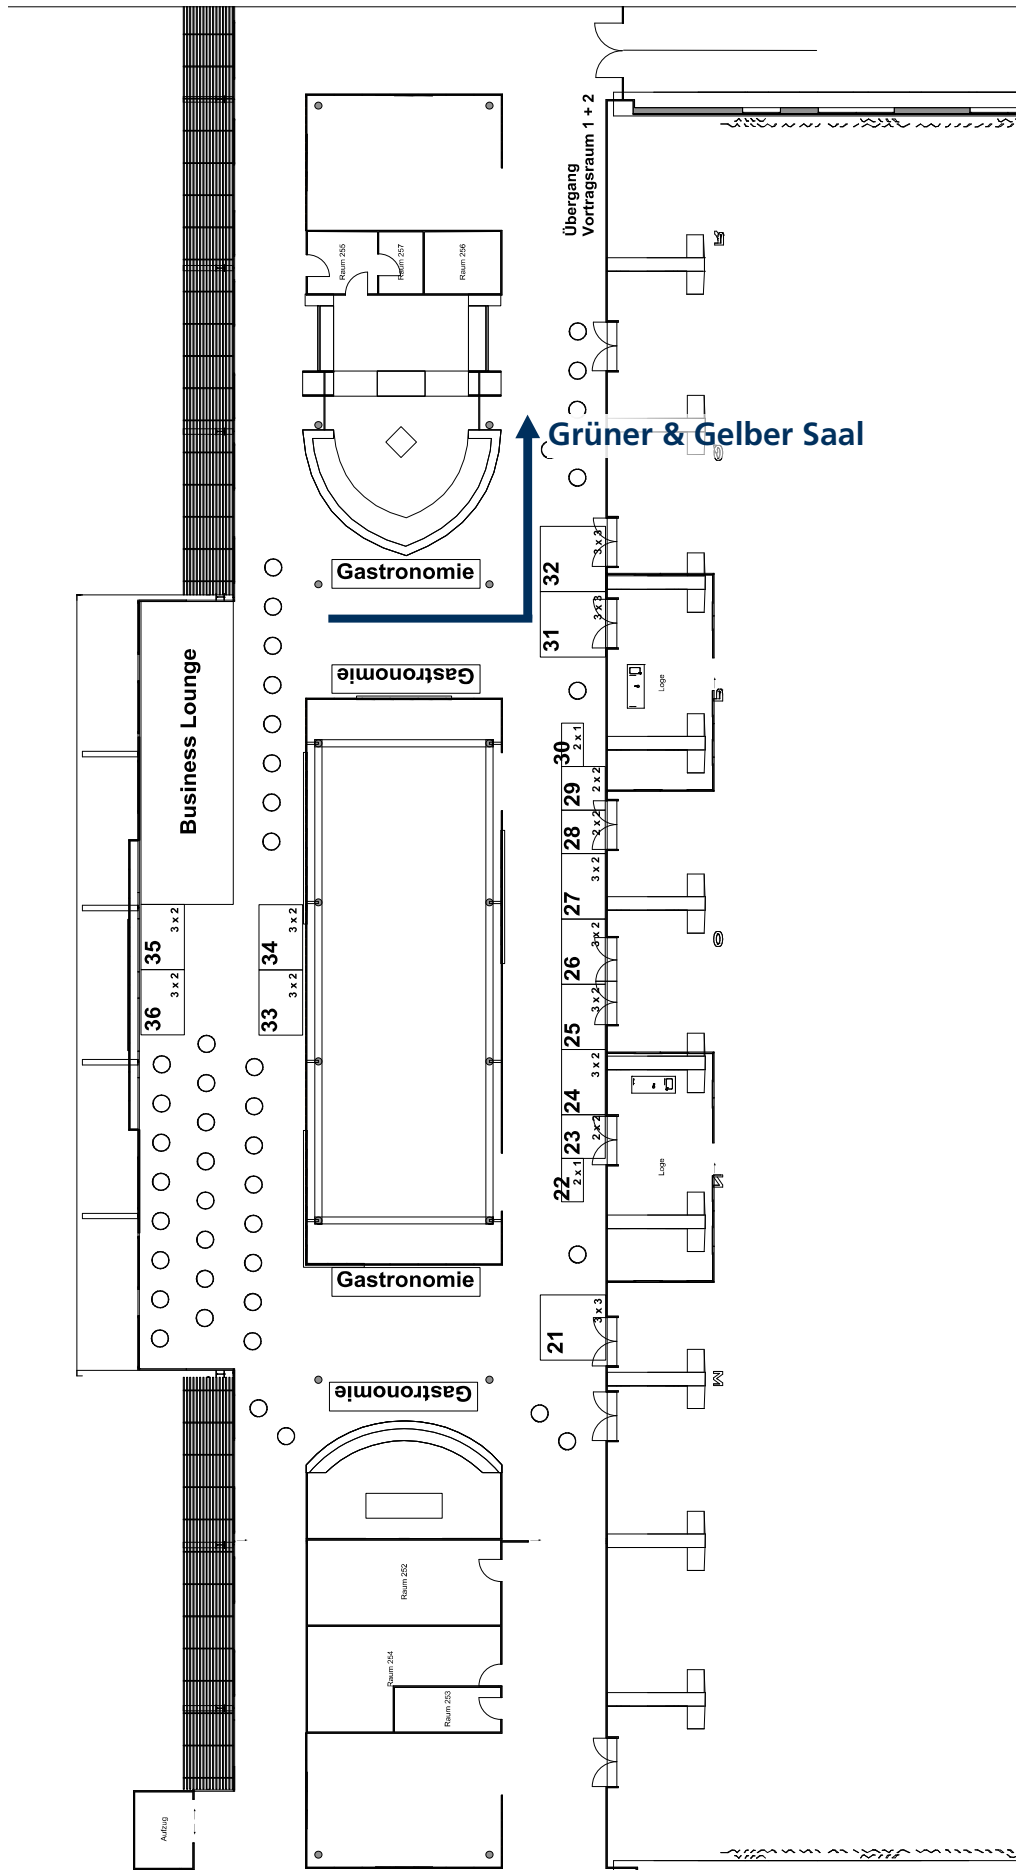 Übergang
Vortragsraum 1 + 2
Raum 255
Raum 257
Raum 256
Grüner & Gelber Saal
Gastronomie
32
3 x 3
31
3 x 3
Gastronomie
Business Lounge
Loge
30
2 x 1
29
2 x 2
28
2 x 2
27
3 x 2
26
3 x 2
25
3 x 2
24
3 x 2
23
2 x 2
22
2 x 1
35
3 x 2
36
3 x 2
34
3 x 2
33
3 x 2
Loge
Gastronomie
21
3 x 3
Gastronomie
M
Raum 252
Raum 254
Raum 253
Aufzug